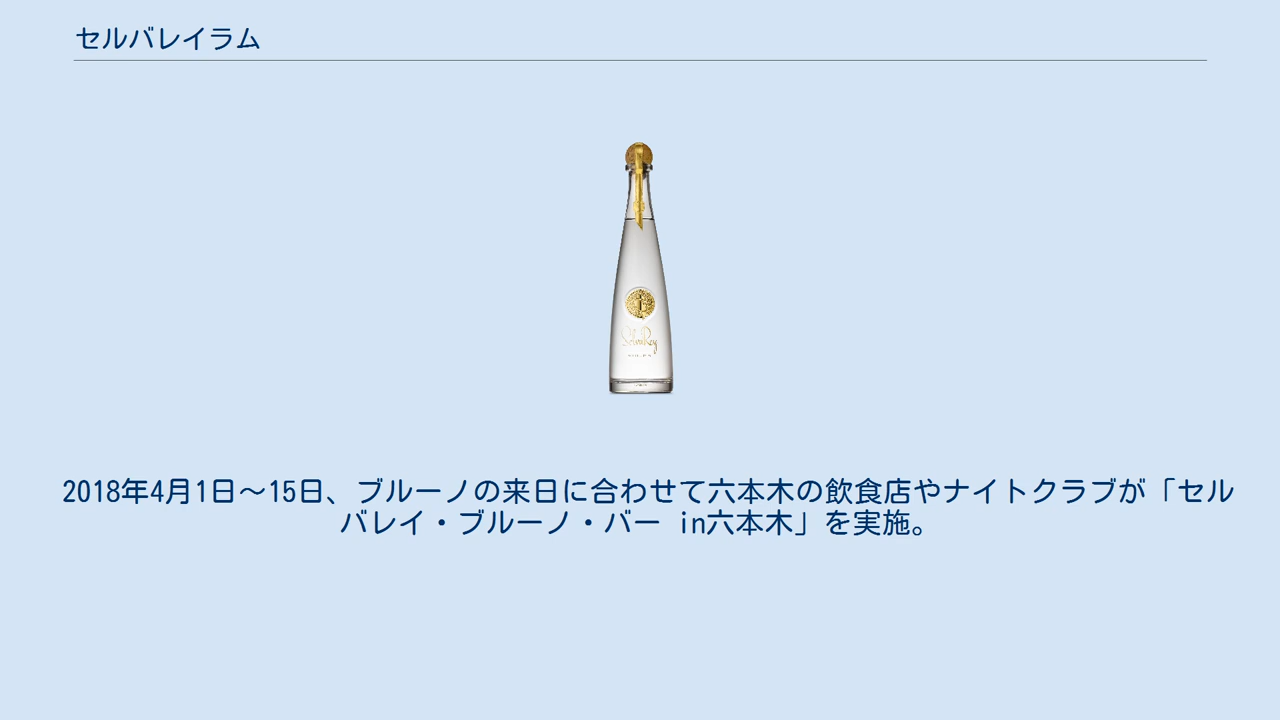 セルバレイラム
SelvaRey
2018年4月1日～15日、ブルーノの来日に合わせて六本木の飲食店やナイトクラブが「セル
バレイ・ブルーノ・バー in六本木」を実施。